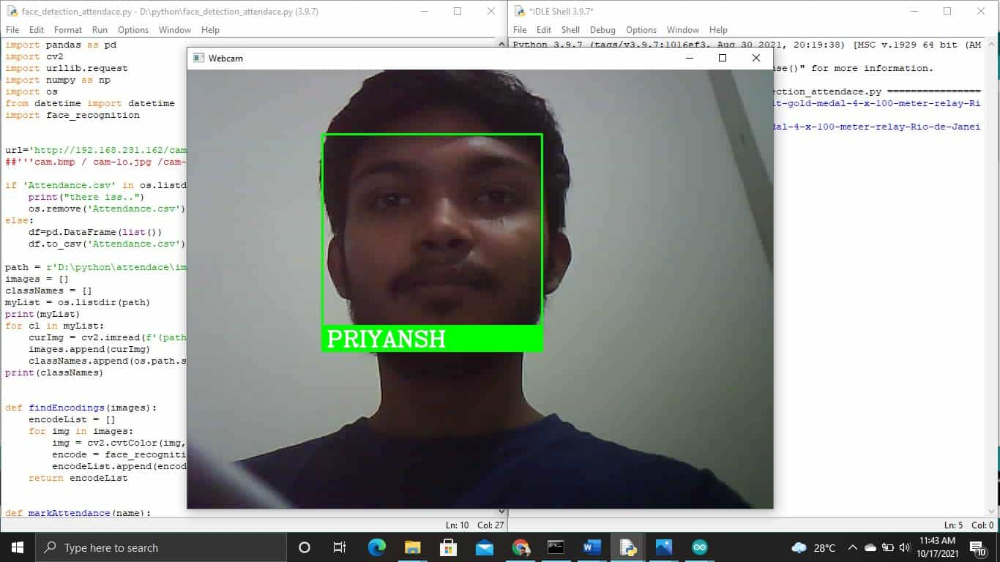 face_detection_attendace.py - D:\python\face_detection_attendace.py (3.9.7)
File Edit Format Run Options Window Help
import pandas as pd
import cv2
import urllib.request
import numpy as np
import os
from datetime import datetime
import face_recognition
url='http://192.168.231.162/cam
##'''cam.bmp / cam-lo.jpg /cam-
if 'Attendance.csv' in os.listd
    print("there iss..")
    os.remove('Attendance.csv')
else:
    df=pd.DataFrame(list())
    df.to_csv('Attendance.csv')
path = r'D:\python\attendace\im
images = []
classNames = []
myList = os.listdir(path)
print(myList)
for cl in myList:
    curImg = cv2.imread(f'{path
    images.append(curImg)
    classNames.append(os.path.s
print(classNames)
def findEncodings(images):
    encodeList = []
    for img in images:
        img = cv2.cvtColor(img,
        encode = face_recogniti
        encodeList.append(encod
    return encodeList
def markAttendance(name):
Ln: 10 Col: 27
Webcam
PRIYANSH
*IDLE Shell 3.9.7*
File Edit Shell Debug Options Window Help
Python 3.9.7 (tags/v3.9.7:1016ef3, Aug 30 2021, 20:19:38) [MSC v.1929 64 bit (AM
se()" for more information.
ction_attendace.py ================
t-gold-medal-4-x-100-meter-relay-Ri
dal-4-x-100-meter-relay-Rio-de-Janei
Ln: 5 Col: 0
Type here to search
28°C
11:43 AM
10/17/2021
10